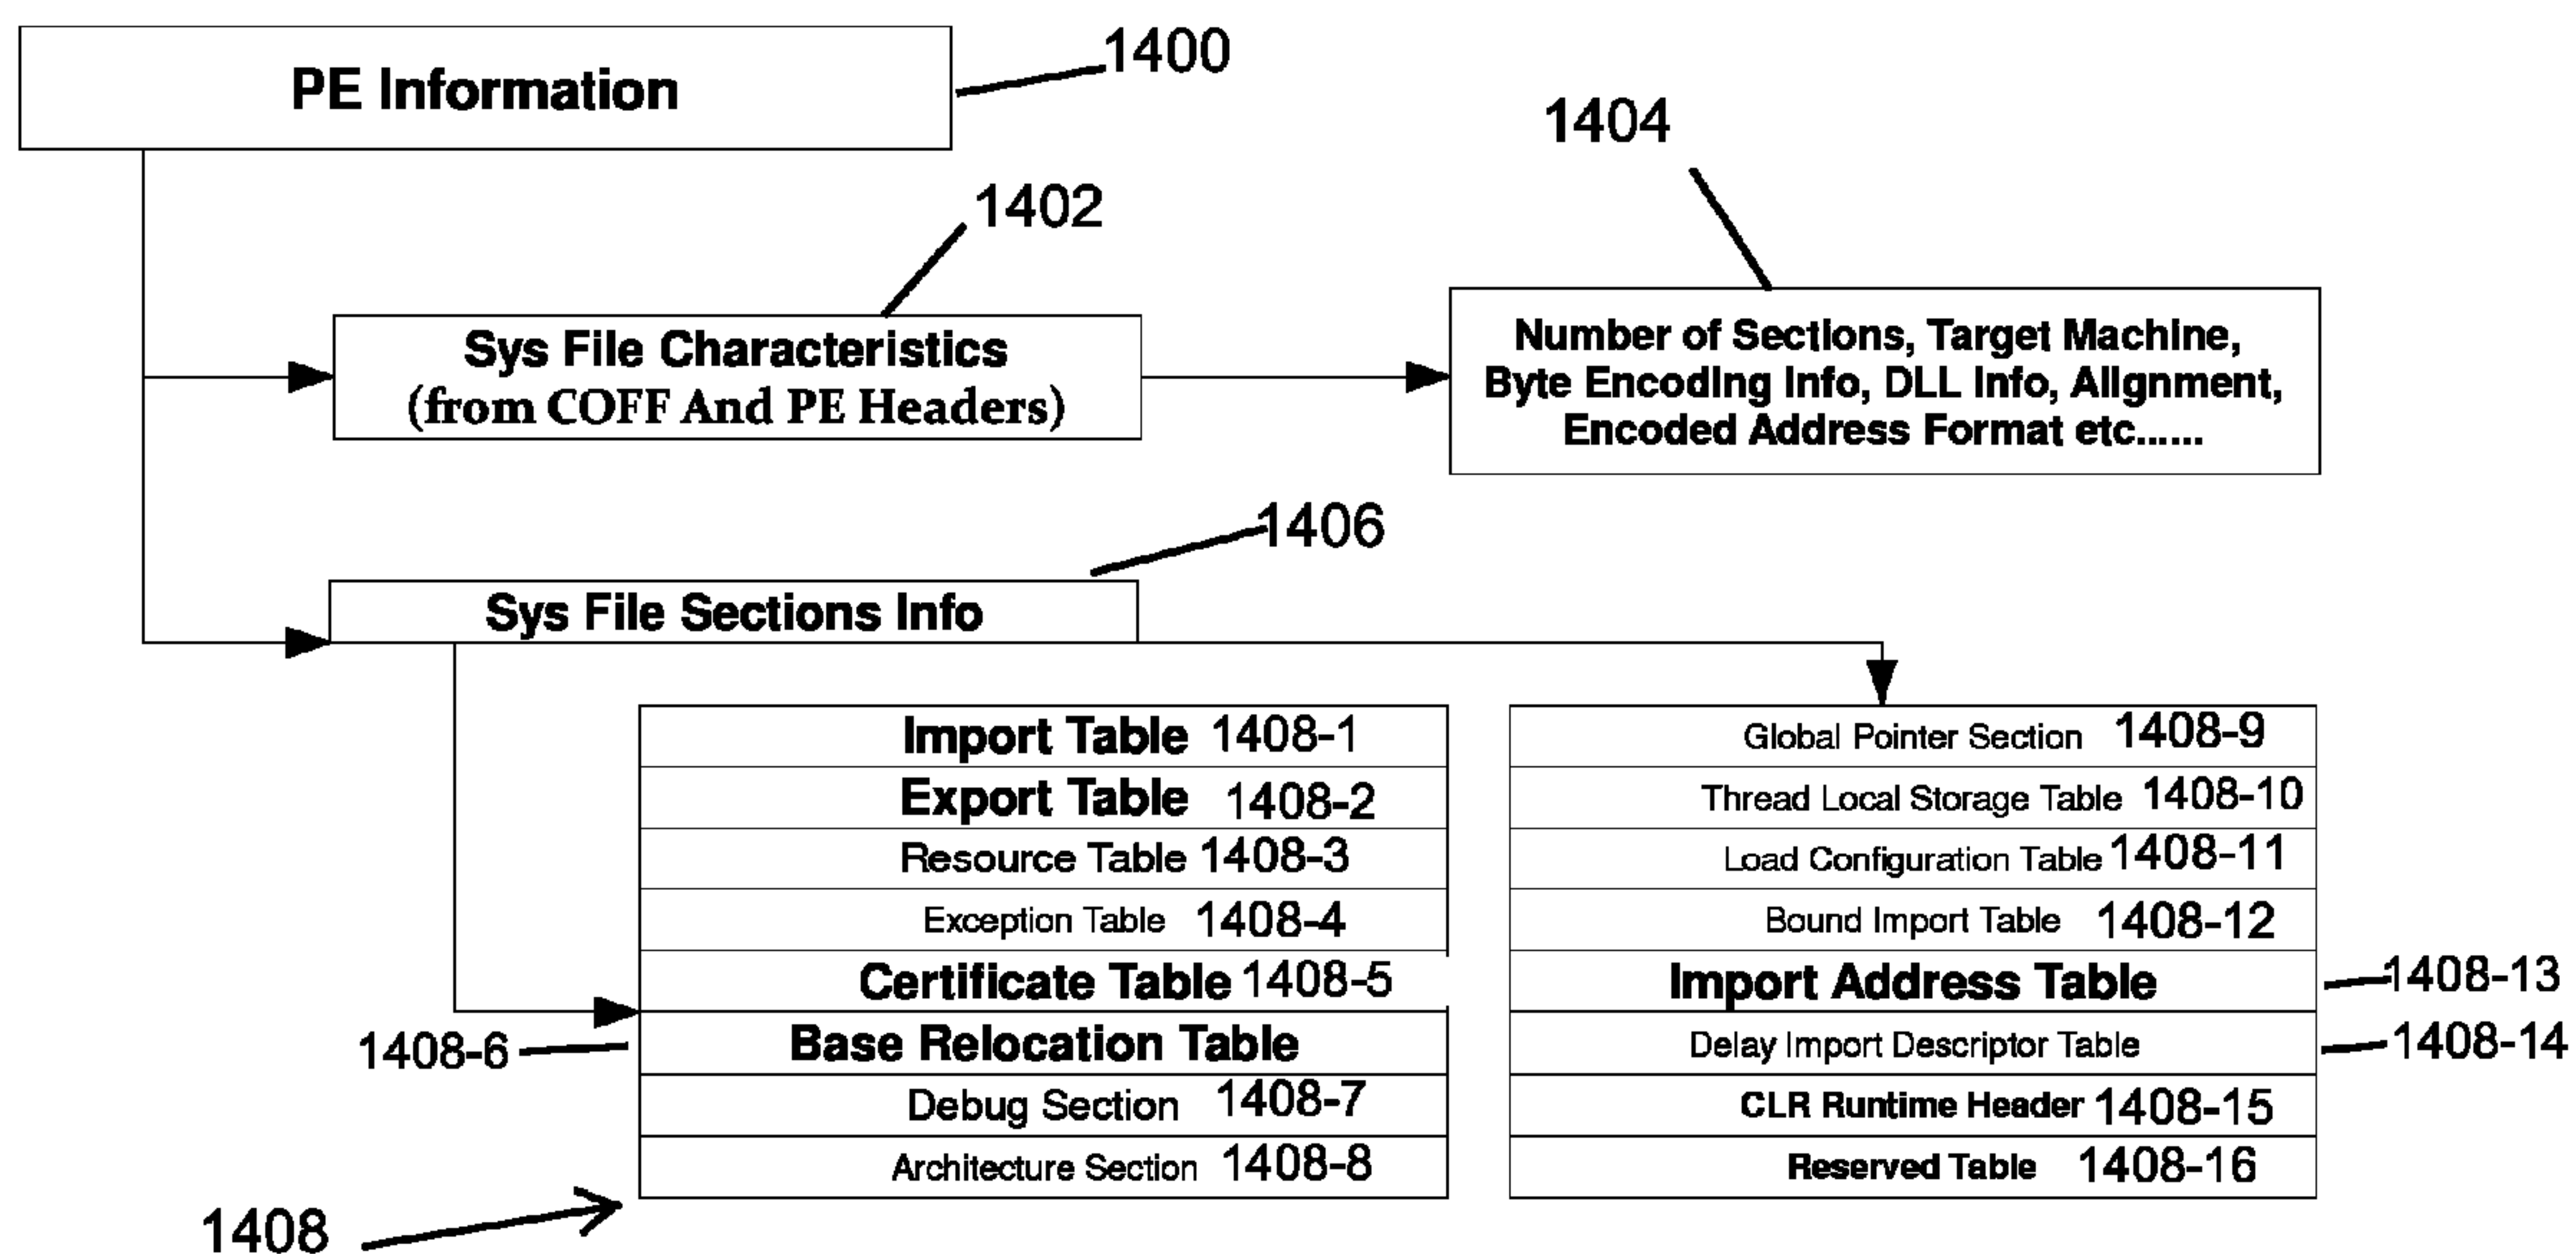 PE Information
1400
1404
1402
Sys File Characteristics
(from COFF And PE Headers)
Number of Sections, Target Machine,
Byte Encoding Info, DLL Info, Alignment,
Encoded Address Format etc......
1406
Sys File Sections Info
Import Table 1408-1
Export Table 1408-2
Resource Table 1408-3
Exception Table 1408-4
Certificate Table 1408-5
1408-6 Base Relocation Table
Debug Section 1408-7
Architecture Section 1408-8
1408
Global Pointer Section 1408-9
Thread Local Storage Table 1408-10
Load Configuration Table 1408-11
Bound Import Table 1408-12
Import Address Table 1408-13
Delay Import Descriptor Table 1408-14
CLR Runtime Header 1408-15
Reserved Table 1408-16